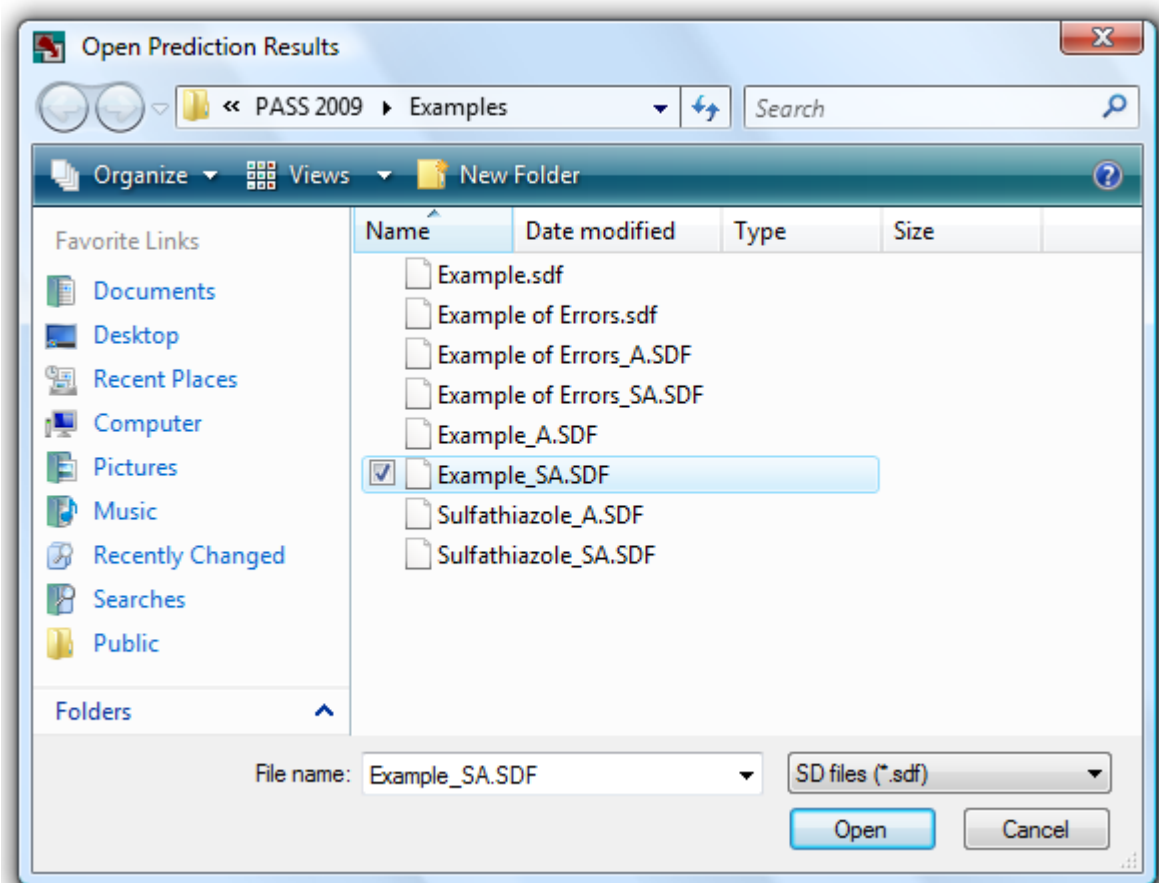 Open Prediction Results
« PASS 2009 Examples Search
Organize Views New Folder
Favorite Links
Documents
Desktop
Recent Places
Computer
Pictures
Music
Recently Changed
Searches
Public
Folders
Name Date modified Type Size
Example.sdf
Example of Errors.sdf
Example of Errors_A.SDF
Example of Errors_SA.SDF
Example_A.SDF
Example_SA.SDF
Sulfathiazole_A.SDF
Sulfathiazole_SA.SDF
File name: Example_SA.SDF SD files (*.sdf)
Open Cancel